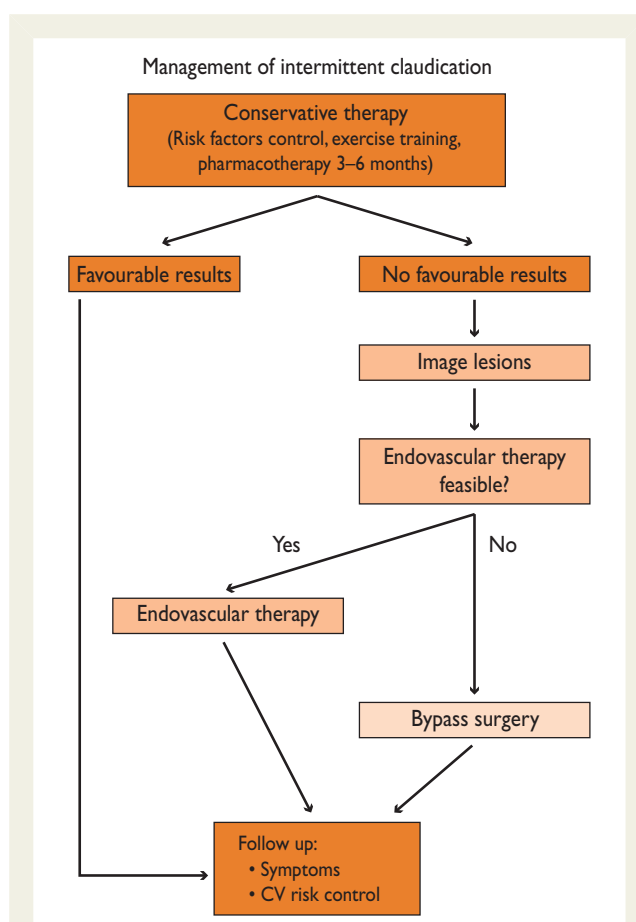 Management of intermittent claudication
Conservative therapy
(Risk factors control, exercise training,
pharmacotherapy 3–6 months)
Favourable results
No favourable results
Image lesions
Endovascular therapy
feasible?
Yes
No
Endovascular therapy
Bypass surgery
Follow up:
• Symptoms
• CV risk control